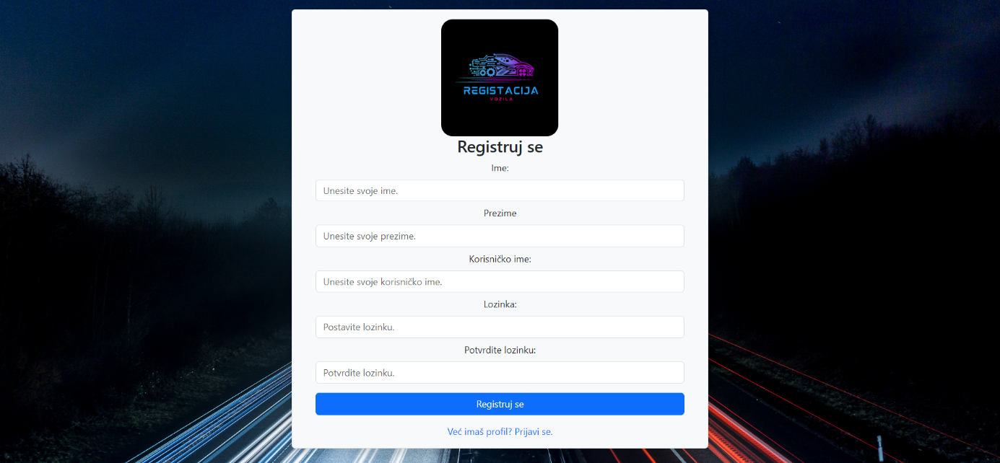 REGISTACIJA
VOZILA
Registruj se
Ime:
Unesite svoje ime.
Prezime
Unesite svoje prezime.
Korisničko ime:
Unesite svoje korisničko ime.
Lozinka:
Postavite lozinku.
Potvrdite lozinku:
Potvrdite lozinku.
Registruj se
Već imaš profil? Prijavi se.